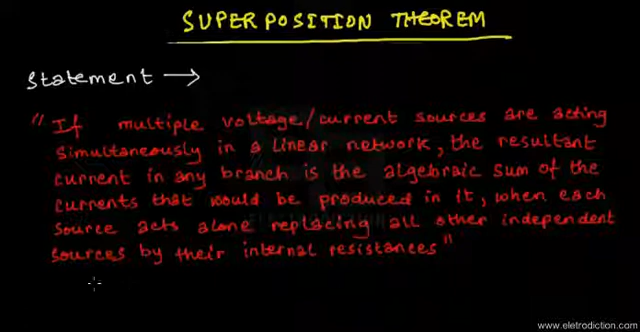 SUPERPOSITION THEOREM
Statement →
"If multiple voltage/current sources are acting
simultaneously in a linear network, the resultant
current in any branch is the algebraic sum of the
currents that would be produced in it, when each
source acts alone replacing all other independent
sources by their internal resistances"
www.eletrodiction.com